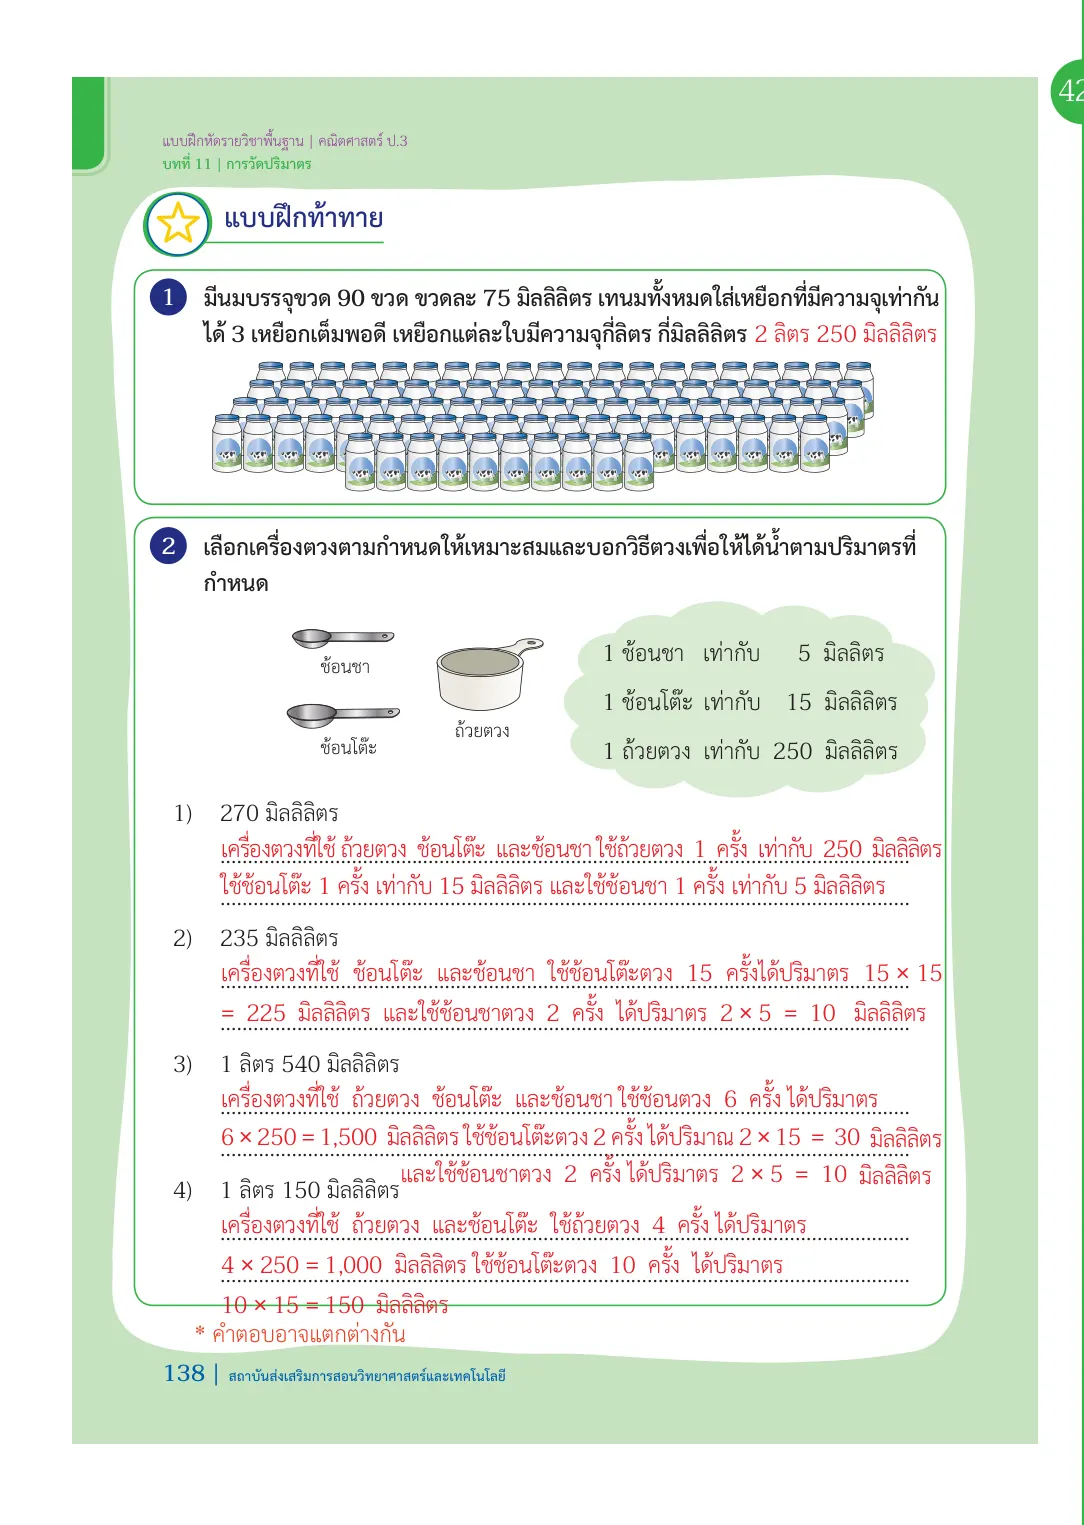 42
แบบฝึกหัดรายวิชาพื้นฐาน | คณิตศาสตร์ ป.3
บทที่ 11 | การวัดปริมาตร
แบบฝึกท้าทาย
1 มีนมบรรจุขวด 90 ขวด ขวดละ 75 มิลลิลิตร เทนมทั้งหมดใส่เหยือกที่มีความจุเท่ากัน
ได้ 3 เหยือกเต็มพอดี เหยือกแต่ละใบมีความจุกี่ลิตร กี่มิลลิลิตร 2 ลิตร 250 มิลลิลิตร
2 เลือกเครื่องตวงตามกำหนดให้เหมาะสมและบอกวิธีตวงเพื่อให้ได้น้ำตามปริมาตรที่
กำหนด
ช้อนชา
ช้อนโต๊ะ
ถ้วยตวง
1 ช้อนชา เท่ากับ 5 มิลลิตร
1 ช้อนโต๊ะ เท่ากับ 15 มิลลิลิตร
1 ถ้วยตวง เท่ากับ 250 มิลลิลิตร
1) 270 มิลลิลิตร
เครื่องตวงที่ใช้ ถ้วยตวง ช้อนโต๊ะ และช้อนชา ใช้ถ้วยตวง 1 ครั้ง เท่ากับ 250 มิลลิลิตร
ใช้ช้อนโต๊ะ 1 ครั้ง เท่ากับ 15 มิลลิลิตร และใช้ช้อนชา 1 ครั้ง เท่ากับ 5 มิลลิลิตร
2) 235 มิลลิลิตร
เครื่องตวงที่ใช้ ช้อนโต๊ะ และช้อนชา ใช้ช้อนโต๊ะตวง 15 ครั้งได้ปริมาตร 15 × 15
= 225 มิลลิลิตร และใช้ช้อนชาตวง 2 ครั้ง ได้ปริมาตร 2 × 5 = 10 มิลลิลิตร
3) 1 ลิตร 540 มิลลิลิตร
เครื่องตวงที่ใช้ ถ้วยตวง ช้อนโต๊ะ และช้อนชา ใช้ช้อนตวง 6 ครั้ง ได้ปริมาตร
6 × 250 = 1,500 มิลลิลิตร ใช้ช้อนโต๊ะตวง 2 ครั้ง ได้ปริมาณ 2 × 15 = 30 มิลลิลิตร
และใช้ช้อนชาตวง 2 ครั้ง ได้ปริมาตร 2 × 5 = 10 มิลลิลิตร
4) 1 ลิตร 150 มิลลิลิตร
เครื่องตวงที่ใช้ ถ้วยตวง และช้อนโต๊ะ ใช้ถ้วยตวง 4 ครั้ง ได้ปริมาตร
4 × 250 = 1,000 มิลลิลิตร ใช้ช้อนโต๊ะตวง 10 ครั้ง ได้ปริมาตร
10 × 15 = 150 มิลลิลิตร
* คำตอบอาจแตกต่างกัน
138 | สถาบันส่งเสริมการสอนวิทยาศาสตร์และเทคโนโลยี